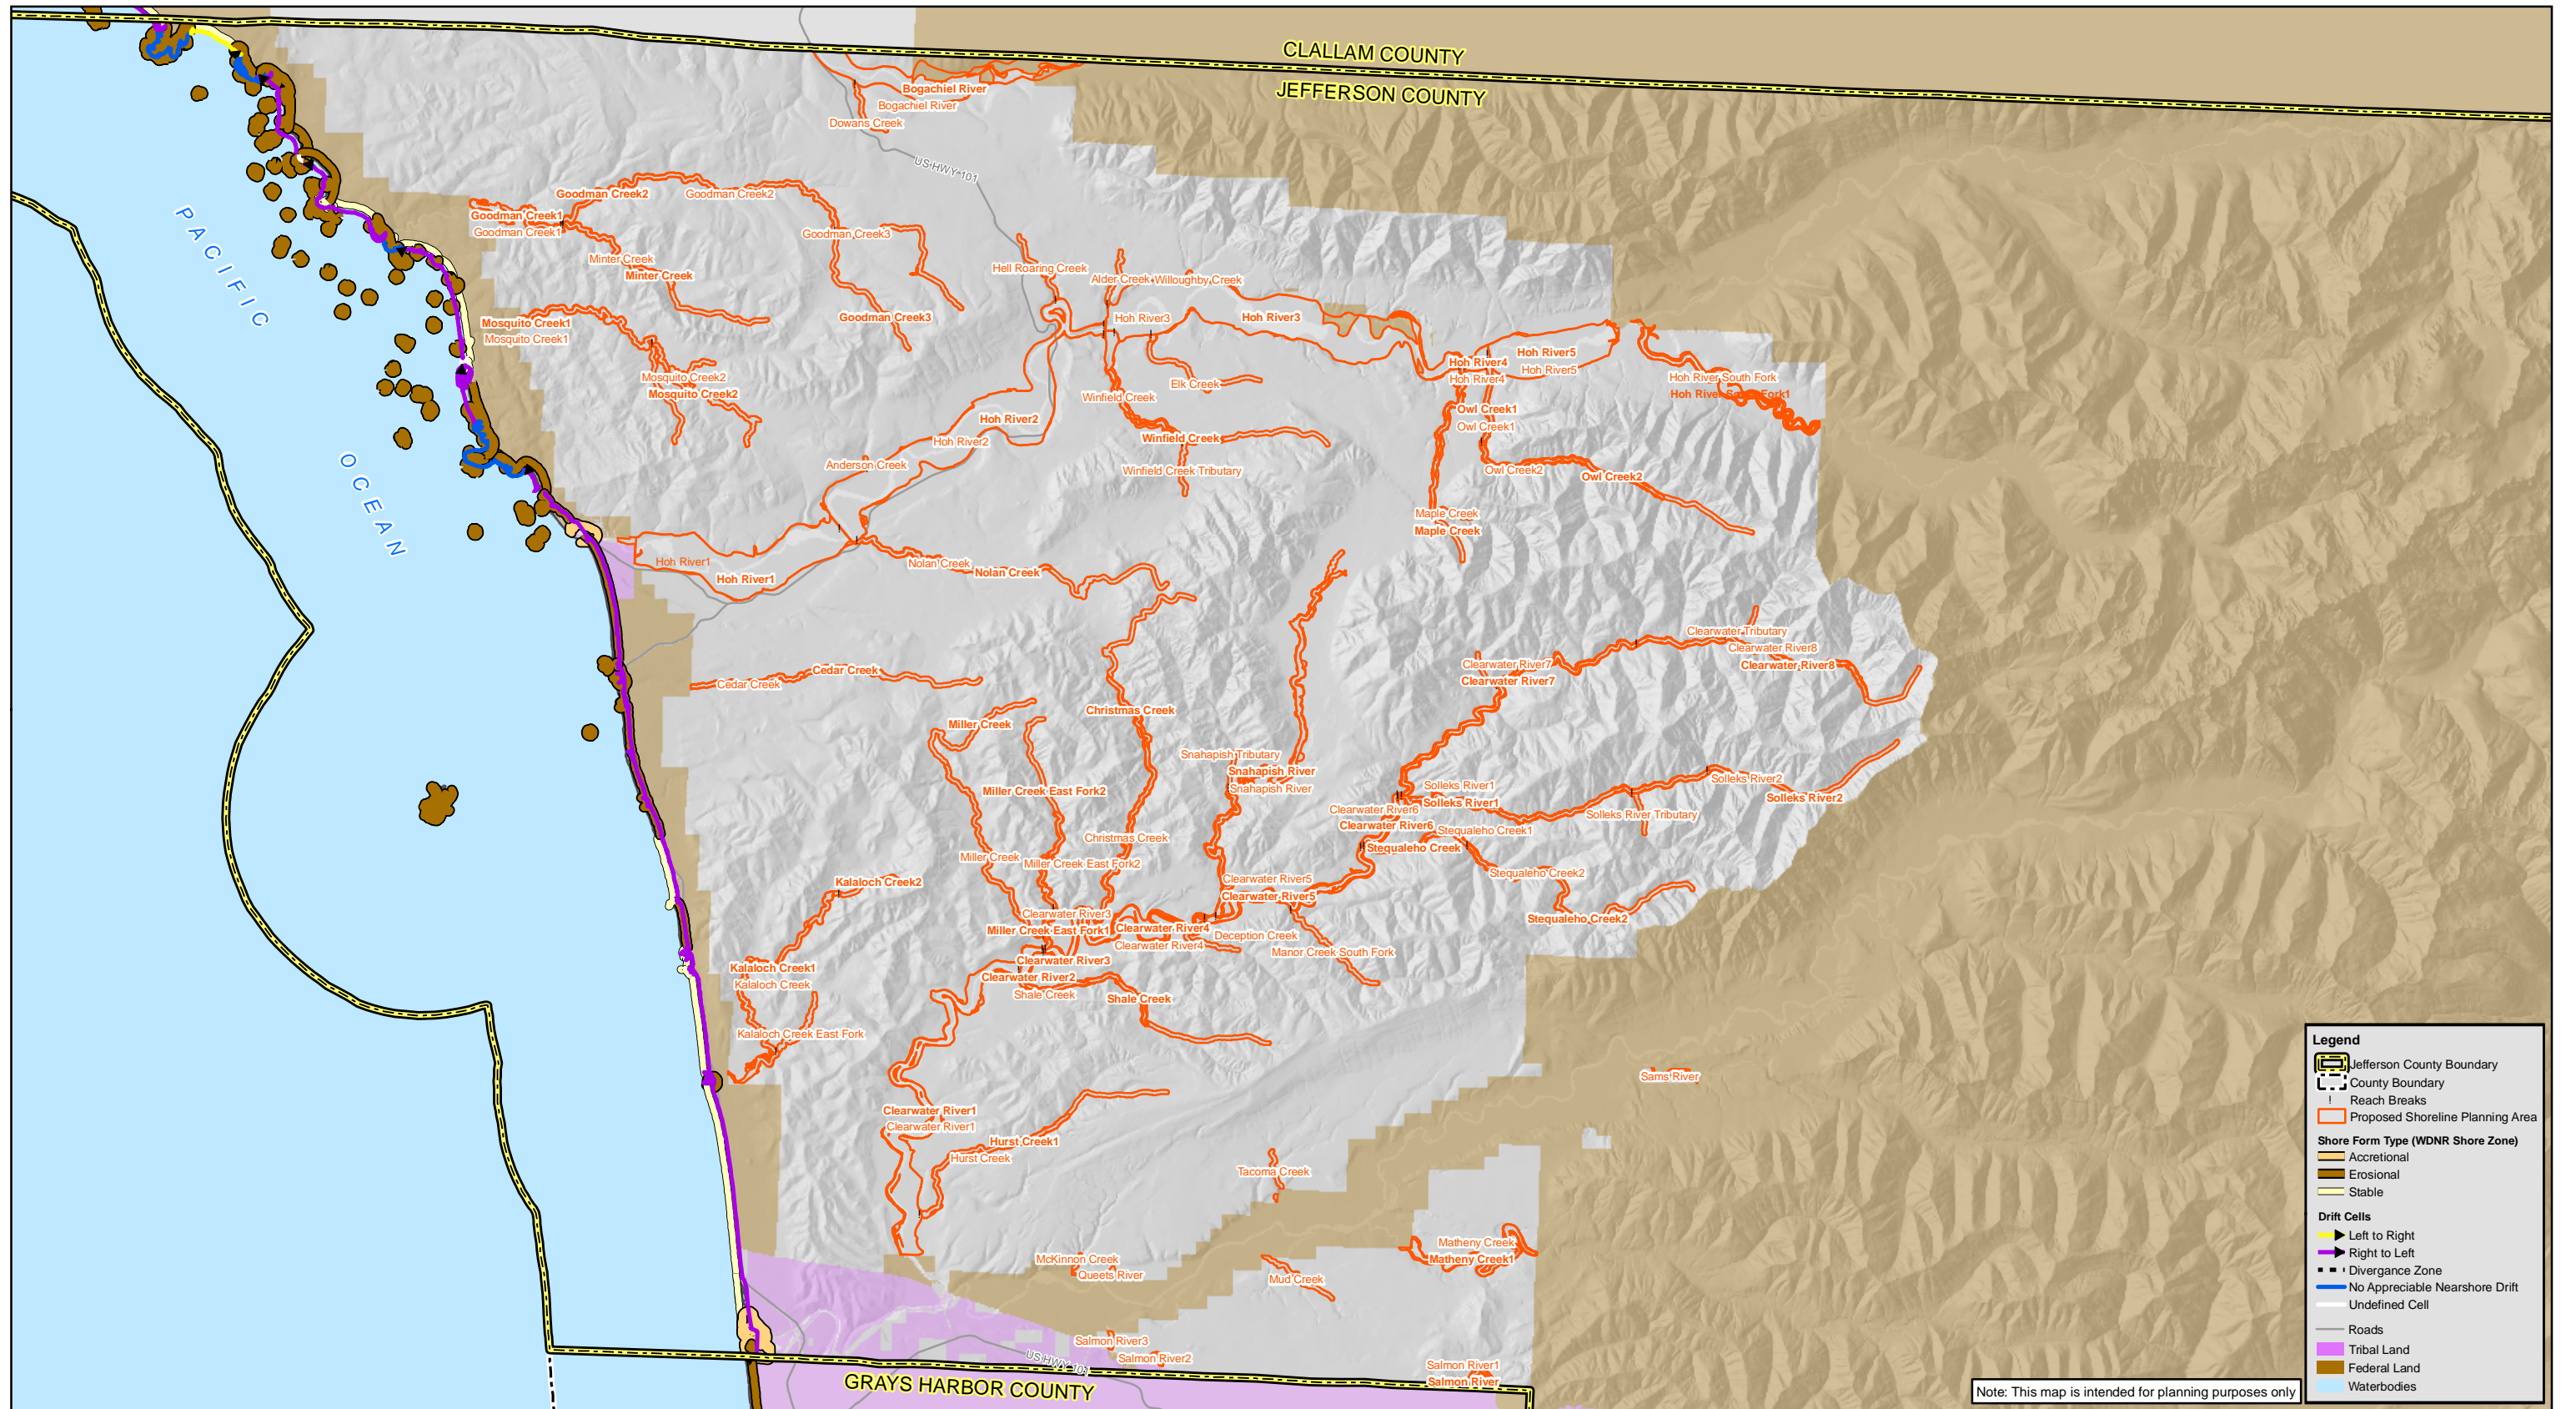 CLALLAM COUNTY
JEFFERSON COUNTY
Bogachiel River
Bogachiel River
Dowans Creek
US HWY 101
PACIFIC
OCEAN
Goodman Creek2
Goodman Creek2
Goodman Creek1
Goodman Creek1
Goodman Creek3
Minter Creek
Minter Creek
Goodman Creek3
Mosquito Creek1
Mosquito Creek1
Mosquito Creek2
Mosquito Creek2
Hell Roaring Creek
Alder Creek
Willoughby Creek
Hoh River3
Hoh River3
Hoh River5
Hoh River4
Hoh River5
Hoh River4
Hoh River South Fork
Hoh River South Fork1
Elk Creek
Winfield Creek
Owl Creek1
Owl Creek1
Hoh River2
Hoh River2
Winfield Creek
Winfield Creek Tributary
Owl Creek2
Owl Creek2
Anderson Creek
Maple Creek
Maple Creek
Hoh River1
Hoh River1
Nolan Creek
Nolan Creek
Cedar Creek
Cedar Creek
Clearwater Tributary
Clearwater River8
Clearwater River8
Clearwater River7
Clearwater River7
Christmas Creek
Miller Creek
Snahapish Tributary
Snahapish River
Snahapish River
Miller Creek East Fork2
Solleks River1
Solleks River1
Solleks River2
Solleks River2
Solleks River Tributary
Clearwater River6
Clearwater River6
Stequaleho Creek1
Stequaleho Creek
Christmas Creek
Miller Creek
Miller Creek East Fork2
Stequaleho Creek2
Stequaleho Creek2
Kalaloch Creek2
Clearwater River5
Clearwater River5
Clearwater River3
Miller Creek East Fork1
Clearwater River4
Clearwater River4
Deception Creek
Manor Creek South Fork
Clearwater River3
Clearwater River2
Shale Creek
Shale Creek
Kalaloch Creek1
Kalaloch Creek
Kalaloch Creek East Fork
Sams River
Clearwater River1
Clearwater River1
Hurst Creek1
Hurst Creek
Tacoma Creek
Matheny Creek
Matheny Creek1
McKinnon Creek
Queets River
Mud Creek
Salmon River3
Salmon River2
US HWY 101
Salmon River1
Salmon River
GRAYS HARBOR COUNTY
Note: This map is intended for planning purposes only
Legend
Jefferson County Boundary
County Boundary
Reach Breaks
Proposed Shoreline Planning Area
Shore Form Type (WDNR Shore Zone)
Accretional
Erosional
Stable
Drift Cells
Left to Right
Right to Left
Divergance Zone
No Appreciable Nearshore Drift
Undefined Cell
Roads
Tribal Land
Federal Land
Waterbodies